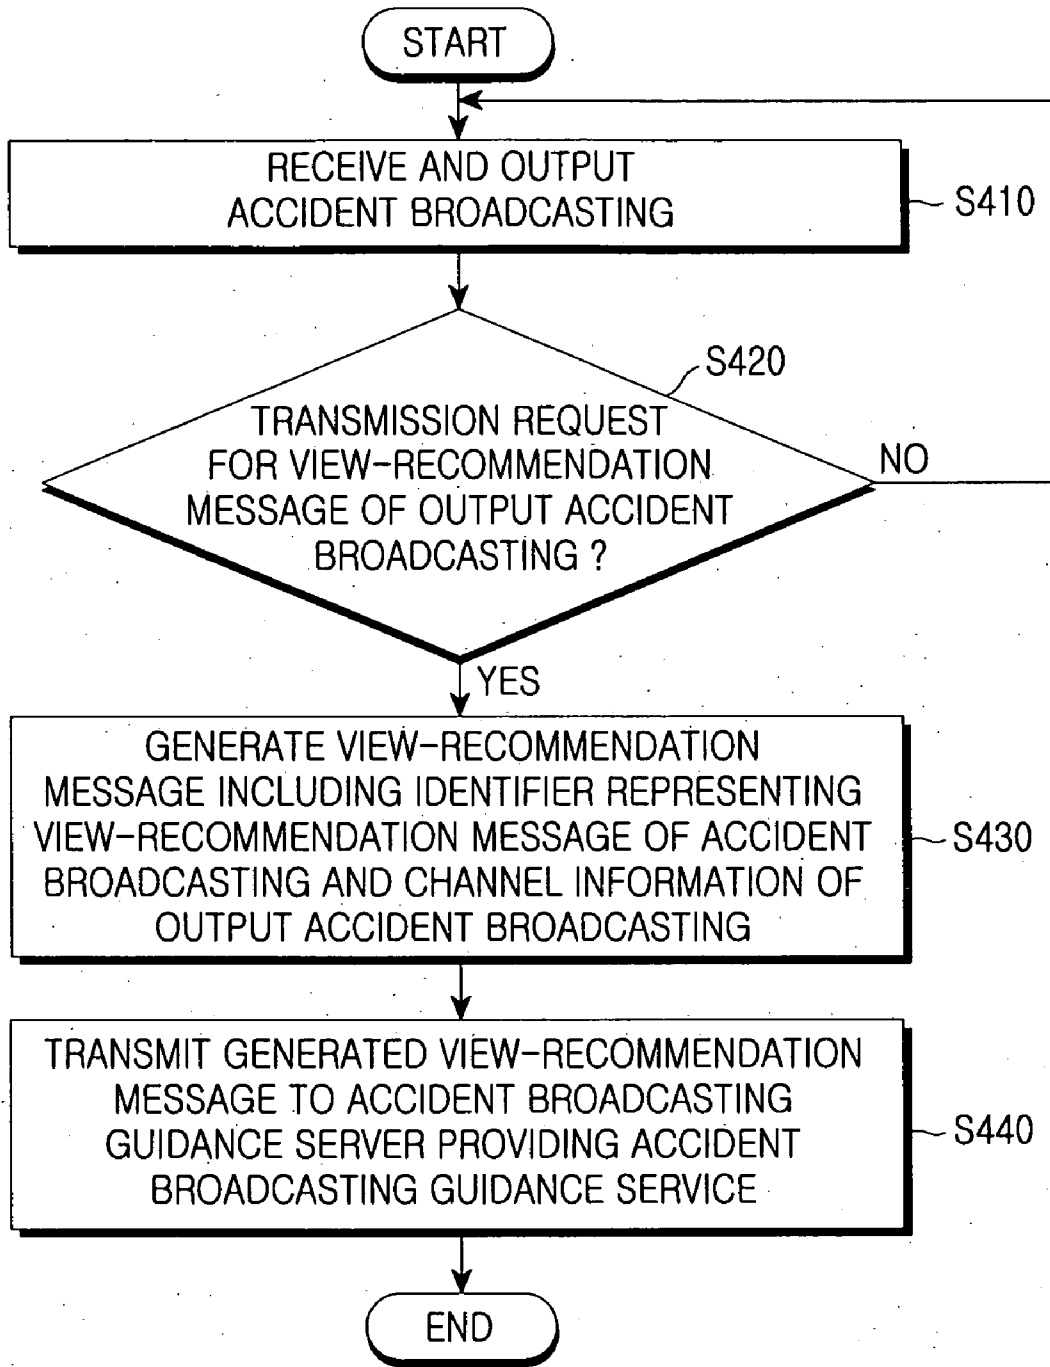 START
RECEIVE AND OUTPUT
ACCIDENT BROADCASTING
S410
S420
TRANSMISSION REQUEST
FOR VIEW-RECOMMENDATION
MESSAGE OF OUTPUT ACCIDENT
BROADCASTING ?
NO
YES
GENERATE VIEW-RECOMMENDATION
MESSAGE INCLUDING IDENTIFIER REPRESENTING
VIEW-RECOMMENDATION MESSAGE OF ACCIDENT
BROADCASTING AND CHANNEL INFORMATION OF
OUTPUT ACCIDENT BROADCASTING
S430
TRANSMIT GENERATED VIEW-RECOMMENDATION
MESSAGE TO ACCIDENT BROADCASTING
GUIDANCE SERVER PROVIDING ACCIDENT
BROADCASTING GUIDANCE SERVICE
S440
END